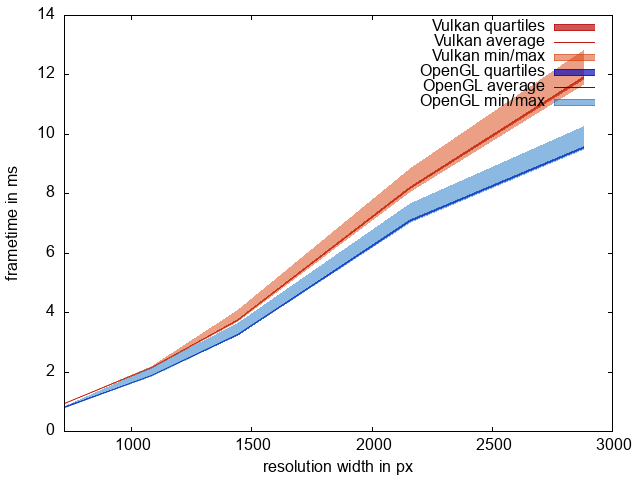 14
12
10
8
6
4
2
0
frametime in ms
Vulkan quartiles
Vulkan average
Vulkan min/max
OpenGL quartiles
OpenGL average
OpenGL min/max
1000 1500 2000 2500 3000
resolution width in px